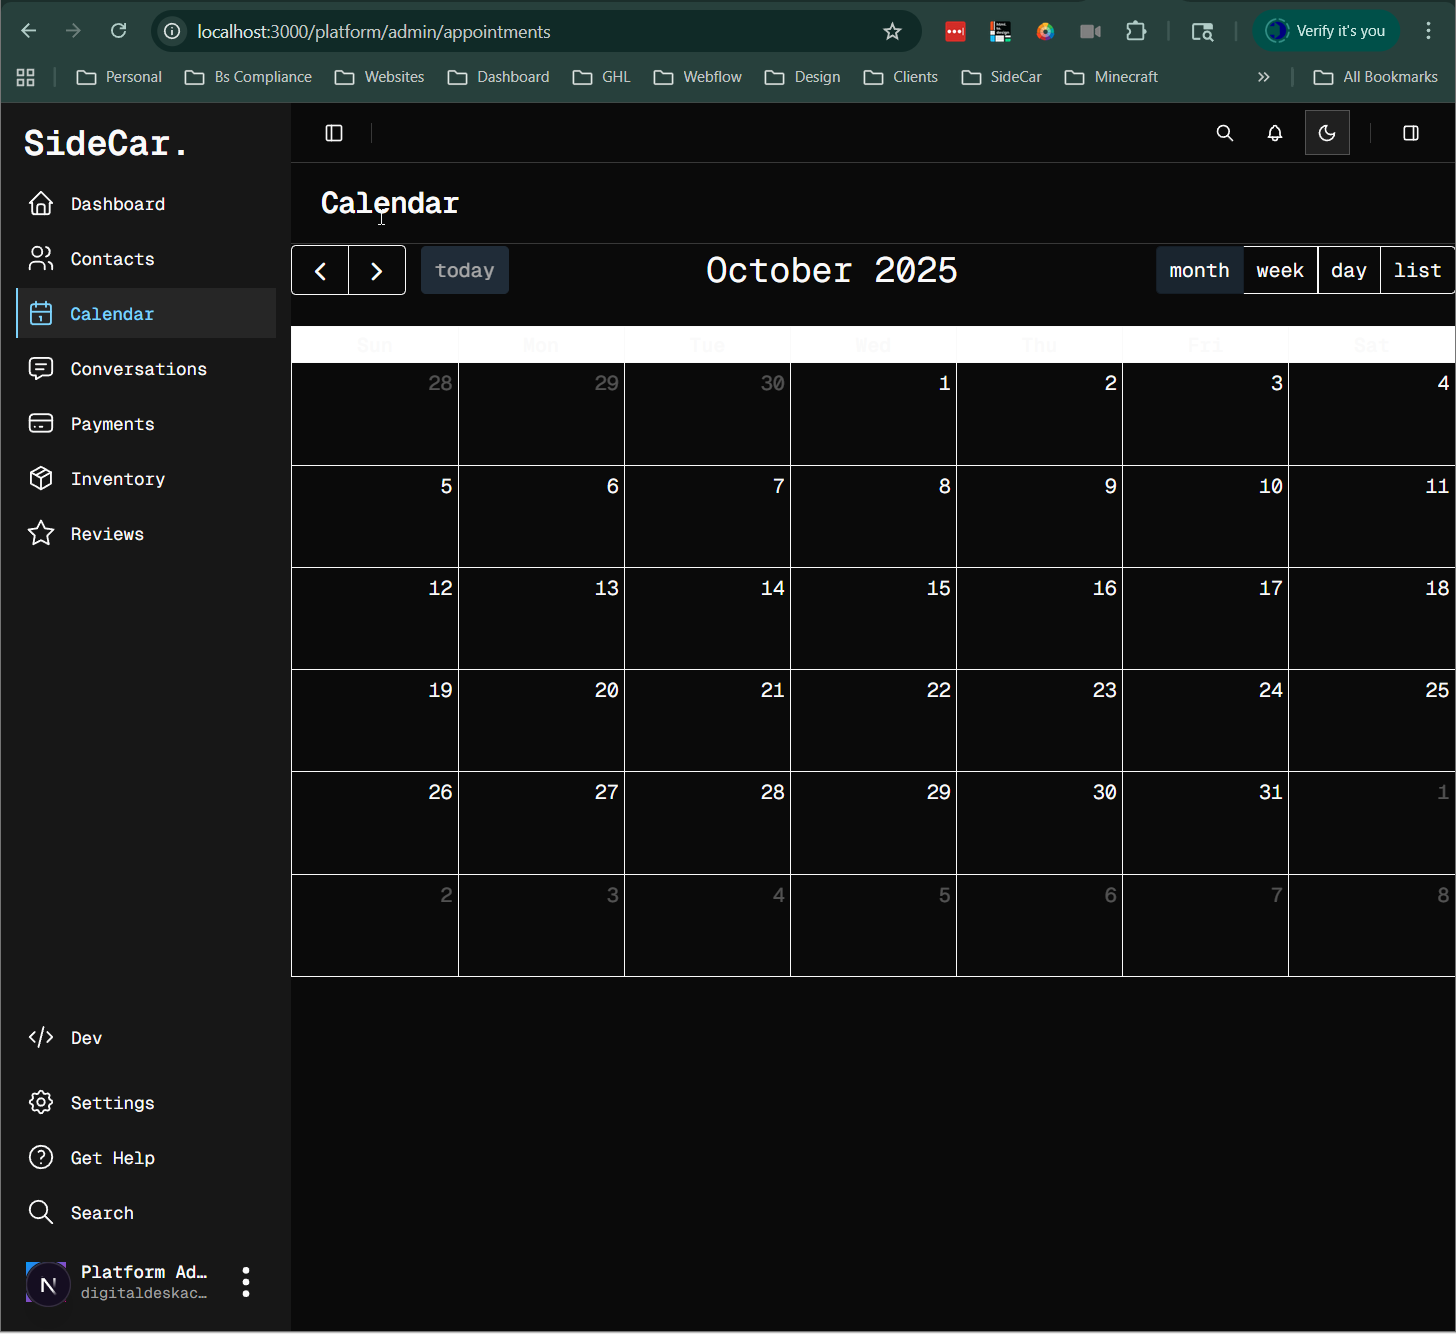 localhost:3000/platform/admin/appointments
Verify it's you
Personal
Bs Compliance
Websites
Dashboard
GHL
Webflow
Design
Clients
SideCar
Minecraft
»
All Bookmarks
SideCar.
Dashboard
Contacts
Calendar
Conversations
Payments
Inventory
Reviews
Dev
Settings
Get Help
Search
N
Platform Ad…
digitaldeskac…
Calendar
today
October 2025
month week day list
Sun Mon Tue Wed Thu Fri Sat
28 29 30 1 2 3 4
5 6 7 8 9 10 11
12 13 14 15 16 17 18
19 20 21 22 23 24 25
26 27 28 29 30 31 1
2 3 4 5 6 7 8